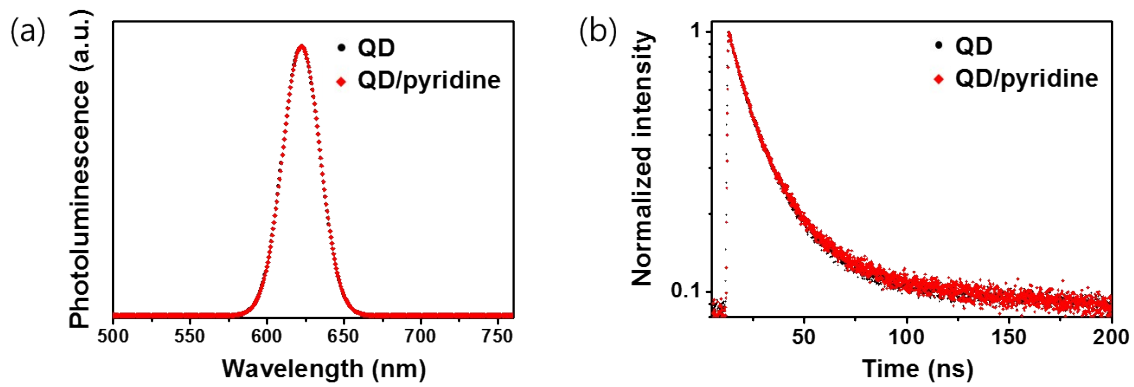 (a)
Photoluminescence (a.u.)
QD
QD/pyridine
500 550 600 650 700 750
Wavelength (nm)
(b)
Normalized intensity
1
0.1
QD
QD/pyridine
50 100 150 200
Time (ns)